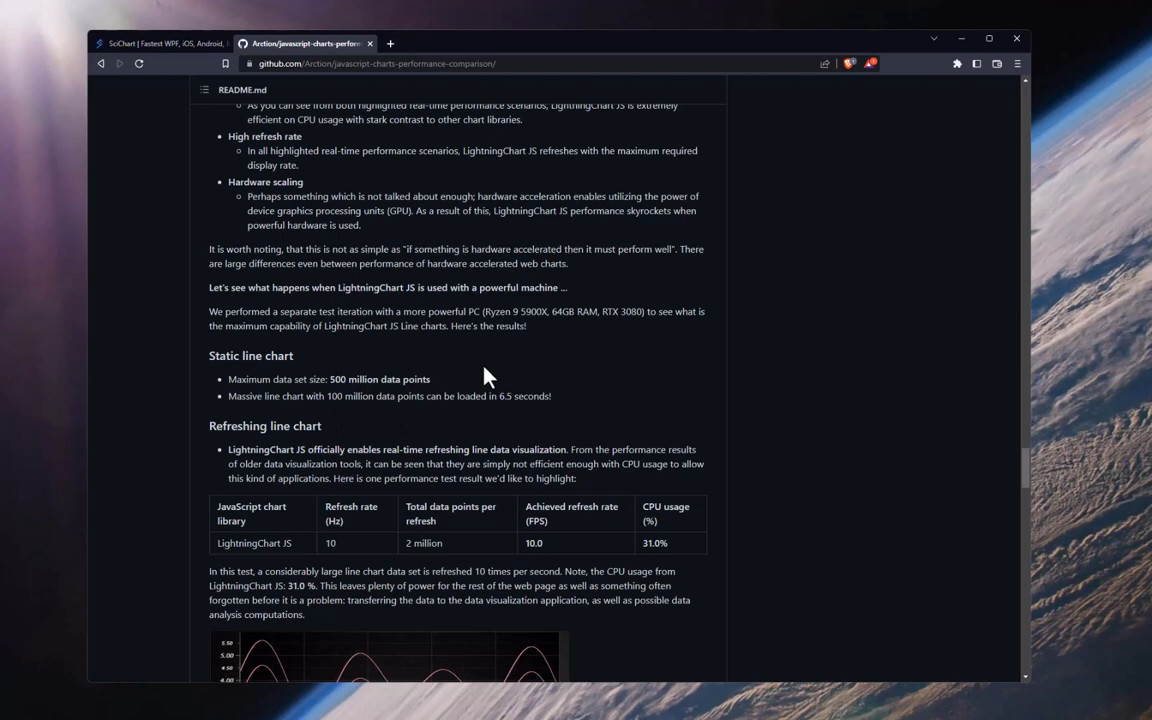 SciChart | Fastest WPF, iOS, Android,
Arction/javascript-charts-perform
github.com/Arction/javascript-charts-performance-comparison/
README.md
As you can see from both highlighted real-time performance scenarios, LightningChart JS is extremely
efficient on CPU usage with stark contrast to other chart libraries.
High refresh rate
In all highlighted real-time performance scenarios, LightningChart JS refreshes with the maximum required
display rate.
Hardware scaling
Perhaps something which is not talked about enough; hardware acceleration enables utilizing the power of
device graphics processing units (GPU). As a result of this, LightningChart JS performance skyrockets when
powerful hardware is used.
It is worth noting, that this is not as simple as "if something is hardware accelerated then it must perform well". There
are large differences even between performance of hardware accelerated web charts.
Let's see what happens when LightningChart JS is used with a powerful machine ...
We performed a separate test iteration with a more powerful PC (Ryzen 9 5900X, 64GB RAM, RTX 3080) to see what is
the maximum capability of LightningChart JS Line charts. Here's the results!
Static line chart
Maximum data set size: 500 million data points
Massive line chart with 100 million data points can be loaded in 6.5 seconds!
Refreshing line chart
LightningChart JS officially enables real-time refreshing line data visualization. From the performance results
of older data visualization tools, it can be seen that they are simply not efficient enough with CPU usage to allow
this kind of applications. Here is one performance test result we'd like to highlight:
JavaScript chart library Refresh rate (Hz) Total data points per refresh Achieved refresh rate (FPS) CPU usage (%)
LightningChart JS 10 2 million 10.0 31.0%
In this test, a considerably large line chart data set is refreshed 10 times per second. Note, the CPU usage from
LightningChart JS: 31.0 %. This leaves plenty of power for the rest of the web page as well as something often
forgotten before it is a problem: transferring the data to the data visualization application, as well as possible data
analysis computations.
5.50
5.00
4.50
4.00